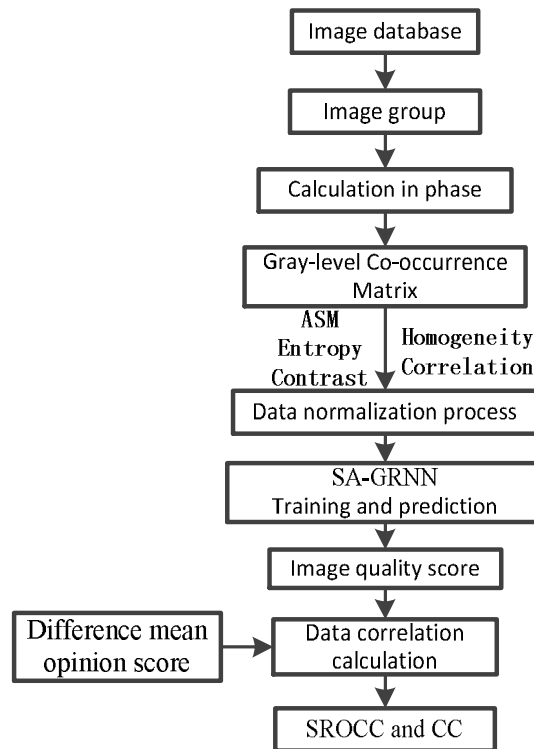 Image database
Image group
Calculation in phase
Gray-level Co-occurrence
Matrix
ASM
Entropy
Contrast
Homogeneity
Correlation
Data normalization process
SA-GRNN
Training and prediction
Image quality score
Difference mean
opinion score
Data correlation
calculation
SROCC and CC